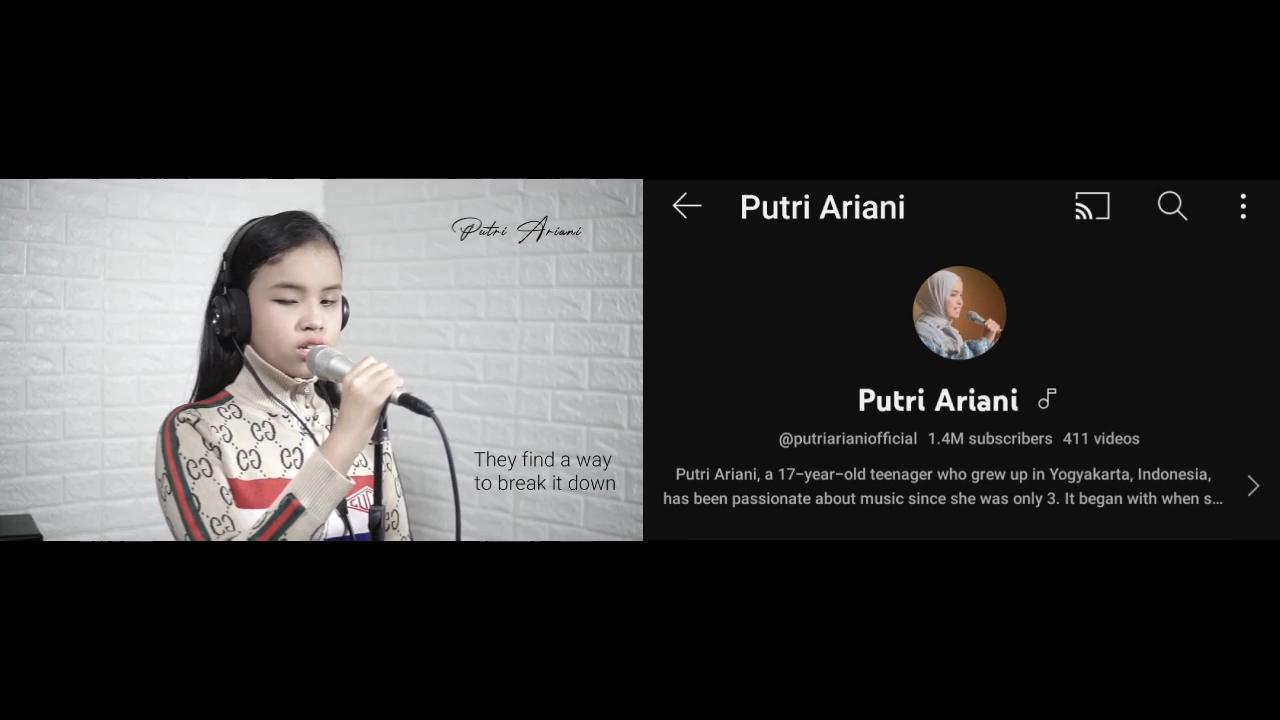 Putri Ariani
They find a way
to break it down
Putri Ariani
Putri Ariani
@putriarianiofficial 1.4M subscribers 411 videos
Putri Ariani, a 17-year-old teenager who grew up in Yogyakarta, Indonesia,
has been passionate about music since she was only 3. It began with when s...